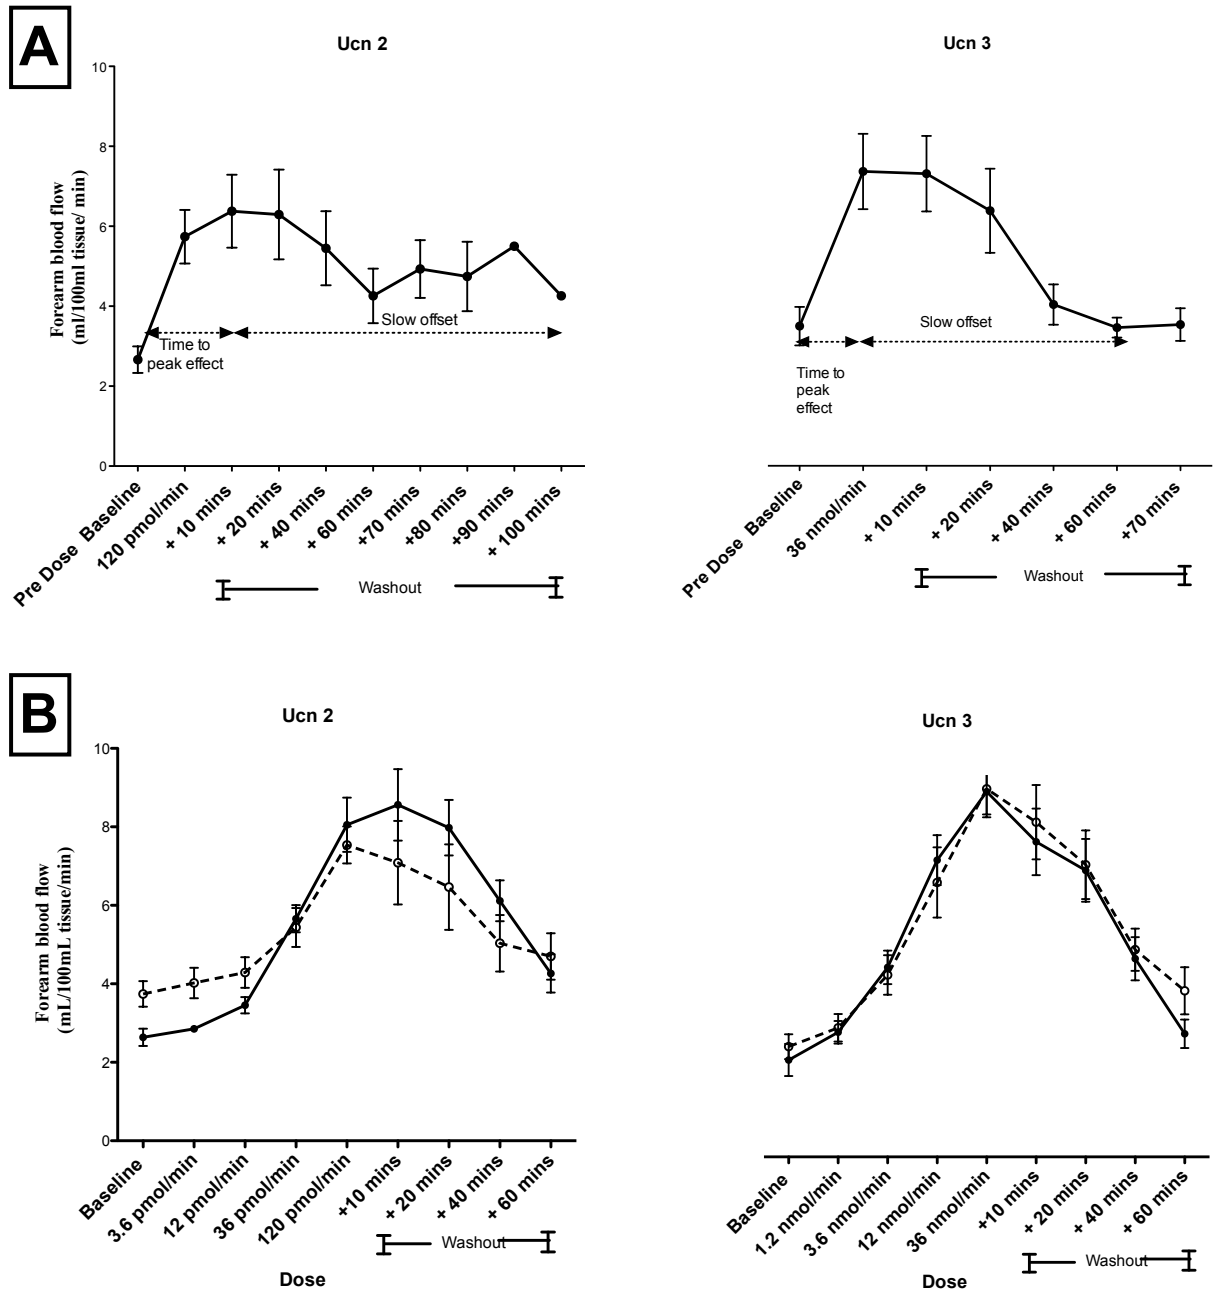 A
Ucn 2
Forearm blood flow
(ml/100ml tissue/ min)
10
8
6
4
2
0
Slow offset
Time to
peak effect
Pre Dose Baseline
120 pmol/min
+ 10 mins
+ 20 mins
+ 40 mins
+ 60 mins
+70 mins
+80 mins
+90 mins
+ 100 mins
Washout
Ucn 3
Slow offset
Time to
peak
effect
Pre Dose Baseline
36 nmol/min
+ 10 mins
+ 20 mins
+ 40 mins
+ 60 mins
+70 mins
Washout
B
Ucn 2
Forearm blood flow
(mL/100mL tissue/min)
10
8
6
4
2
0
Baseline
3.6 pmol/min
12 pmol/min
36 pmol/min
120 pmol/min
+10 mins
+ 20 mins
+ 40 mins
+ 60 mins
Washout
Dose
Ucn 3
Baseline
1.2 nmol/min
3.6 nmol/min
12 nmol/min
36 nmol/min
+10 mins
+ 20 mins
+ 40 mins
+ 60 mins
Washout
Dose